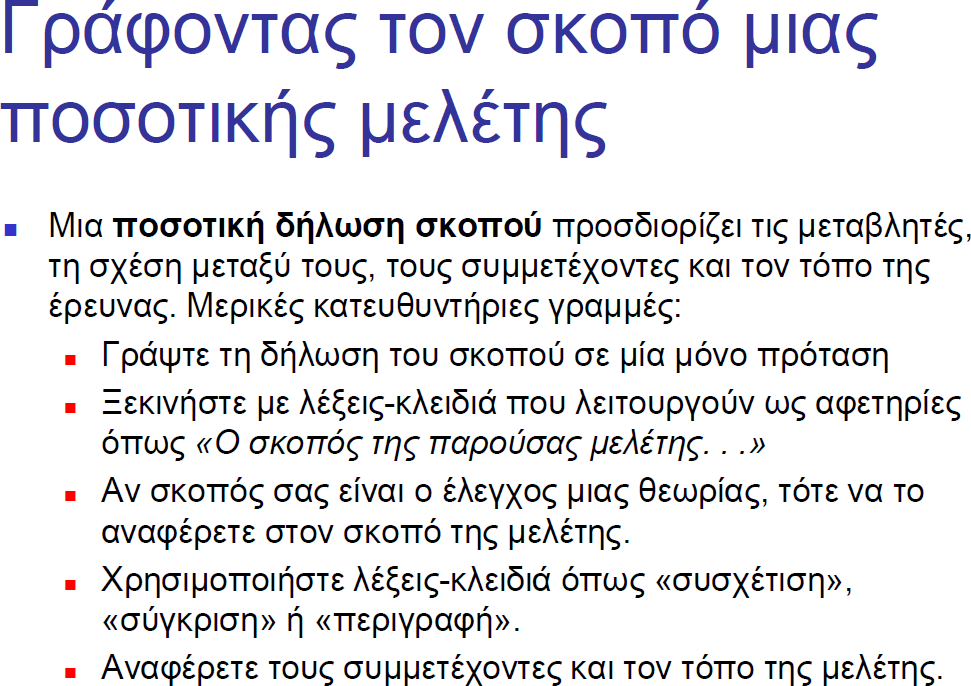 Γράφοντας τον σκοπό μιας
ποσοτικής μελέτης
Μια ποσοτική δήλωση σκοπού προσδιορίζει τις μεταβλητές,
τη σχέση μεταξύ τους, τους συμμετέχοντες και τον τόπο της
έρευνας. Μερικές κατευθυντήριες γραμμές:
Γράψτε τη δήλωση του σκοπού σε μία μόνο πρόταση
Ξεκινήστε με λέξεις-κλειδιά που λειτουργούν ως αφετηρίες
όπως «Ο σκοπός της παρούσας μελέτης. . .»
Αν σκοπός σας είναι ο έλεγχος μιας θεωρίας, τότε να το
αναφέρετε στον σκοπό της μελέτης.
Χρησιμοποιήστε λέξεις-κλειδιά όπως «συσχέτιση»,
«σύγκριση» ή «περιγραφή».
Αναφέρετε τους συμμετέχοντες και τον τόπο της μελέτης.